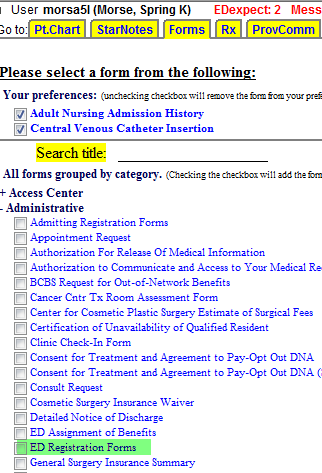 User morsa5l (Morse, Spring K) EDexpect: 2 Mess
Go to: Pt.Chart StarNotes Forms Rx ProvComm
Please select a form from the following:
Your preferences: (unchecking checkbox will remove the form from your pref
Adult Nursing Admission History
Central Venous Catheter Insertion
Search title:
All forms grouped by category. (Checking the checkbox will add the form
+ Access Center
- Administrative
Admitting Registration Forms
Appointment Request
Authorization For Release Of Medical Information
Authorization to Communicate and Access to Your Medical Re
BCBS Request for Out-of-Network Benefits
Cancer Cntr Tx Room Assessment Form
Center for Cosmetic Plastic Surgery Estimate of Surgical Fees
Certification of Unavailability of Qualified Resident
Clinic Check-In Form
Consent for Treatment and Agreement to Pay-Opt Out DNA
Consent for Treatment and Agreement to Pay-Opt Out DNA (
Consult Request
Cosmetic Surgery Insurance Waiver
Detailed Notice of Discharge
ED Assignment of Benefits
ED Registration Forms
General Surgery Insurance Summary